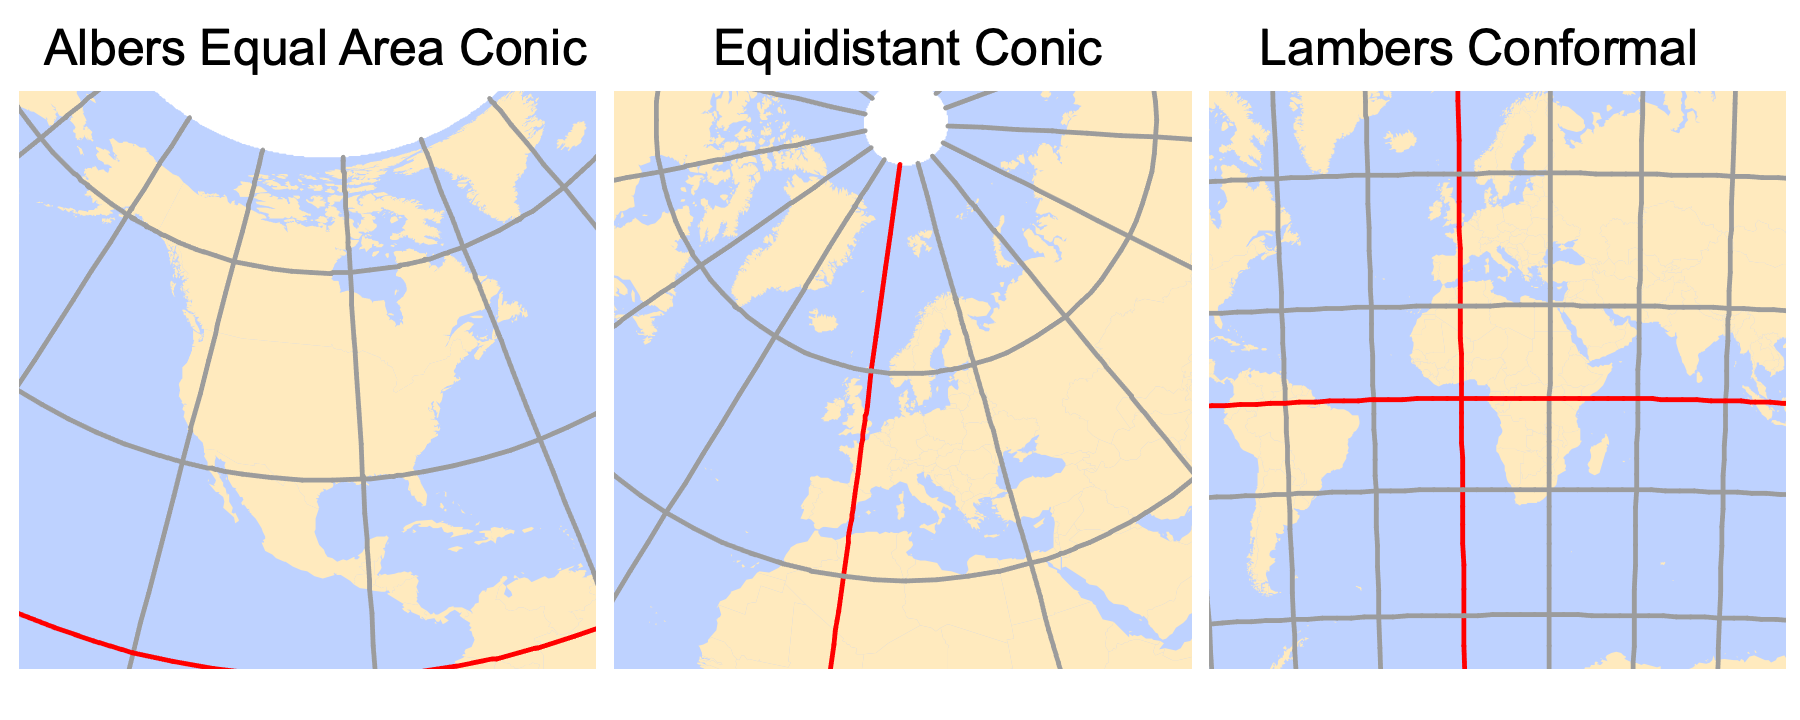 Albers Equal Area Conic
Equidistant Conic
Lambers Conformal